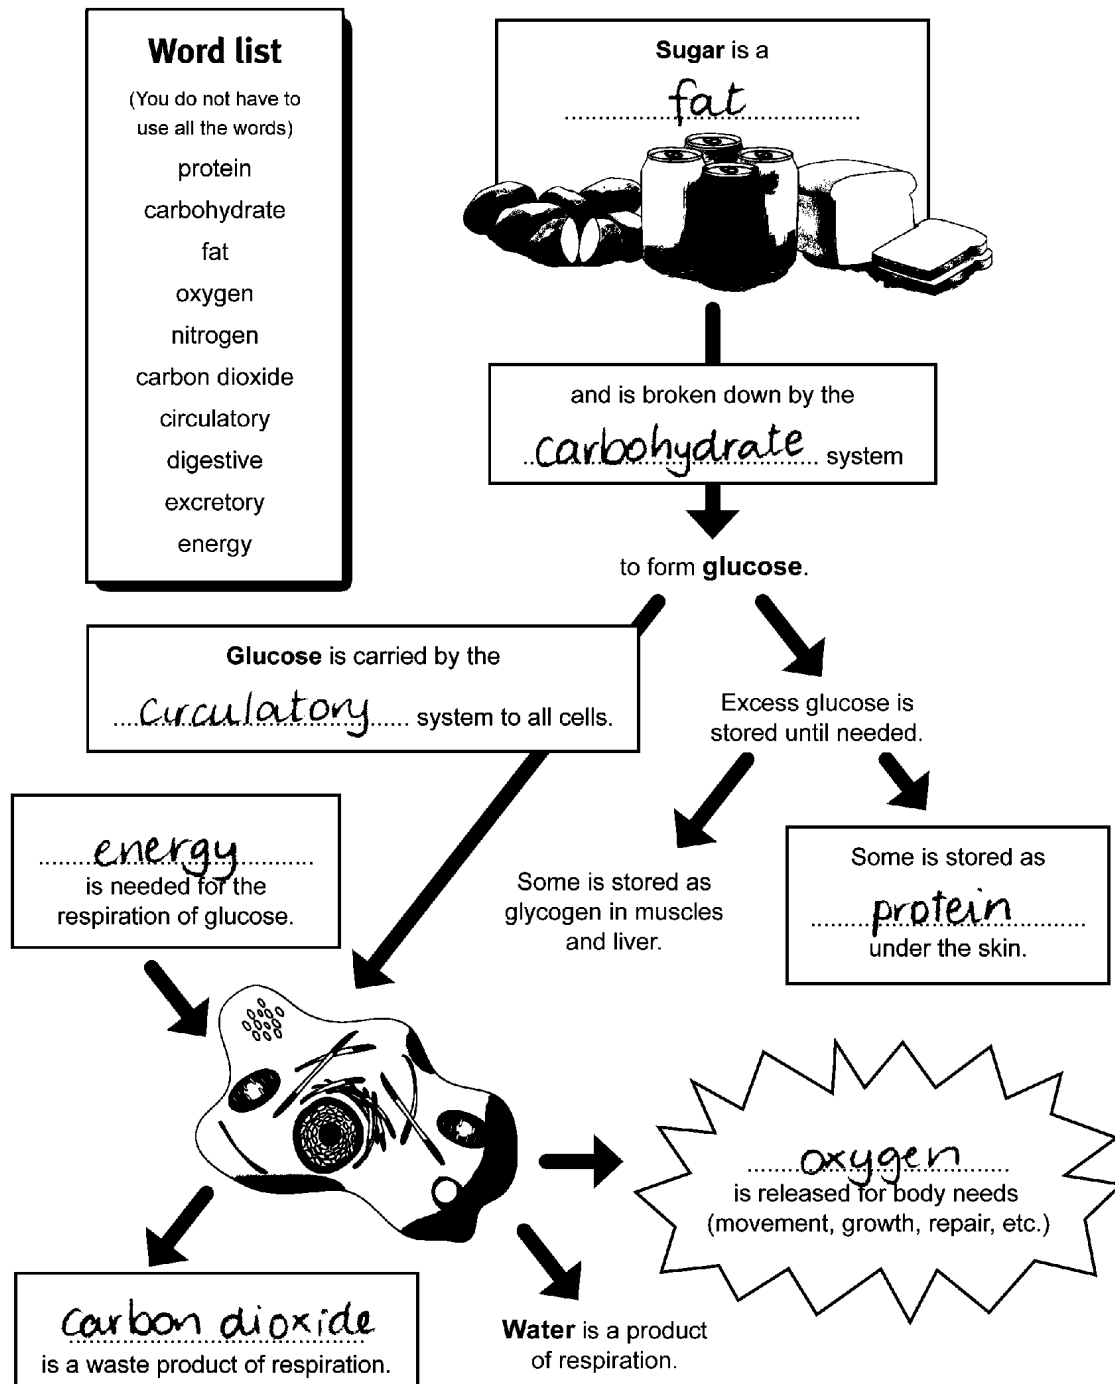 Word list
(You do not have to
use all the words)
protein
carbohydrate
fat
oxygen
nitrogen
carbon dioxide
circulatory
digestive
excretory
energy
Sugar is a
fat
and is broken down by the
carbohydrate system
to form glucose.
Glucose is carried by the
circulatory system to all cells.
Excess glucose is
stored until needed.
energy
is needed for the
respiration of glucose.
Some is stored as
glycogen in muscles
and liver.
Some is stored as
protein
under the skin.
oxygen
is released for body needs
(movement, growth, repair, etc.)
carbon dioxide
is a waste product of respiration.
Water is a product
of respiration.